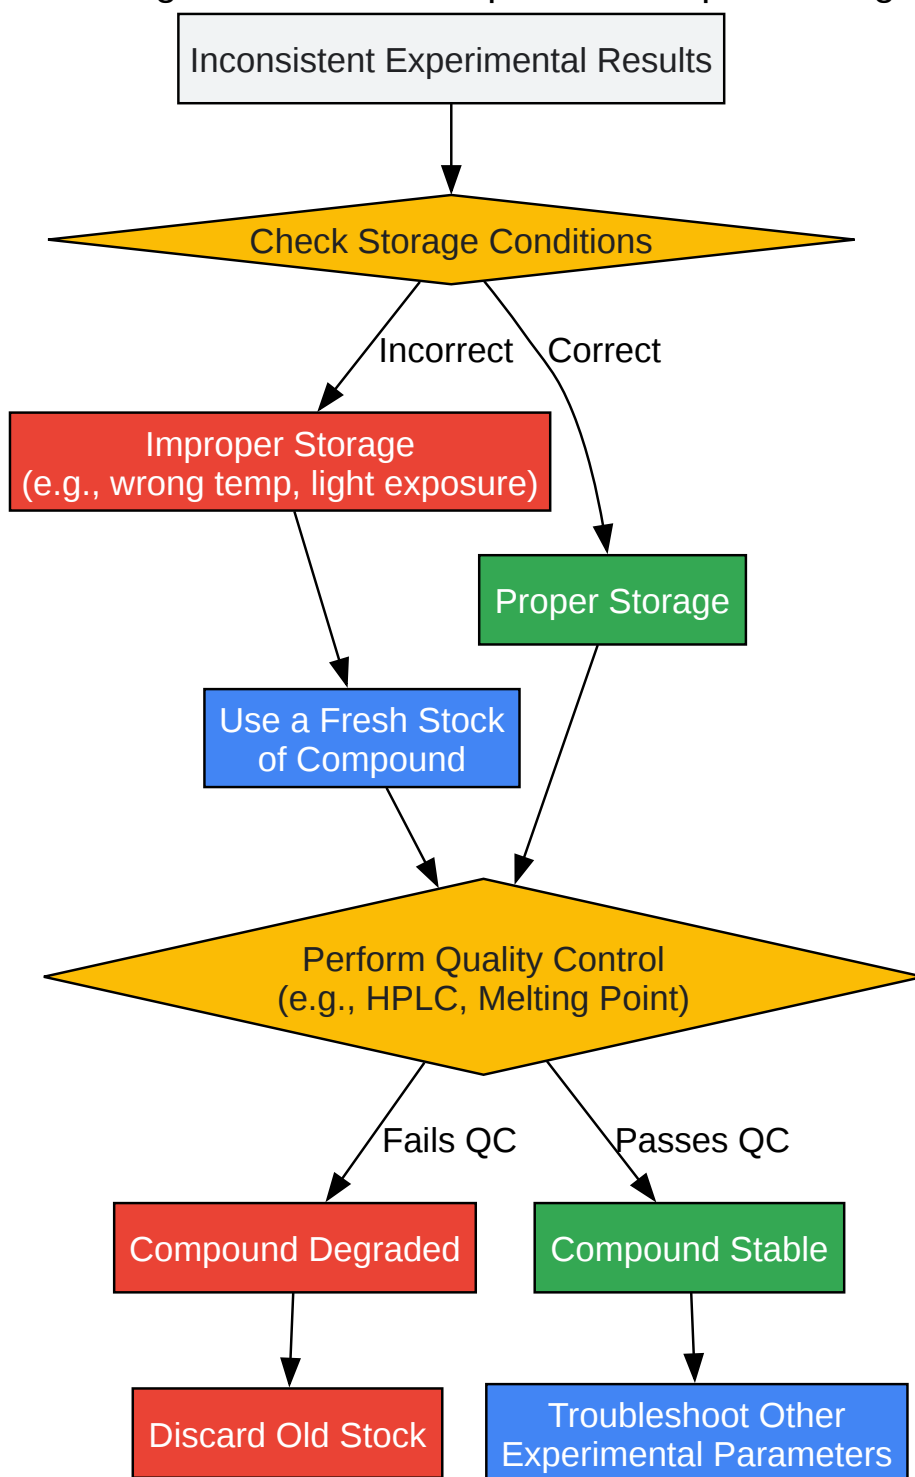 Inconsistent Experimental Results
Check Storage Conditions
Incorrect
Correct
Improper Storage
(e.g., wrong temp, light exposure)
Proper Storage
Use a Fresh Stock
of Compound
Perform Quality Control
(e.g., HPLC, Melting Point)
Fails QC
Passes QC
Compound Degraded
Compound Stable
Discard Old Stock
Troubleshoot Other
Experimental Parameters